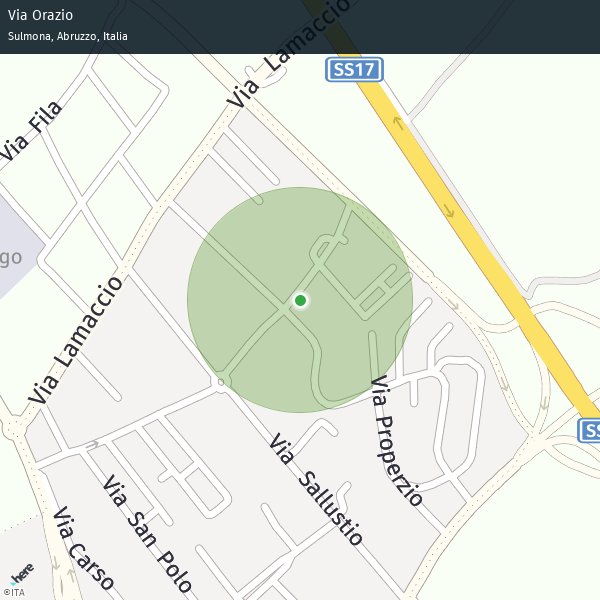 Via Orazio
Sulmona, Abruzzo, Italia
Via Lamaccio
SS17
Via Fila
go
Via Lamaccio
Via Properzio
SS
Via Sallustio
Via San Polo
Via Carso
here
©ITA